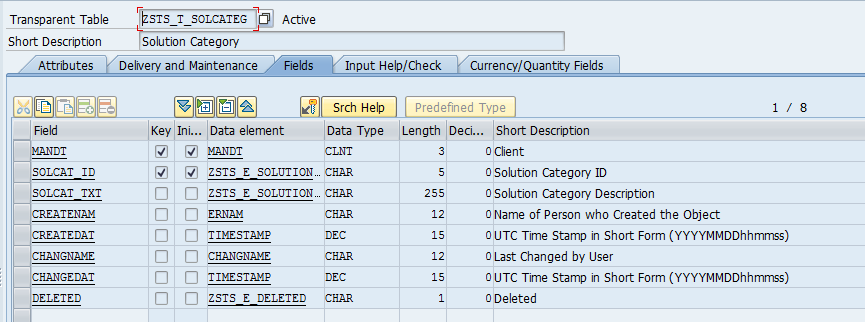 Transparent Table ZSTS_T_SOLCATEG Active
Short Description Solution Category
Attributes Delivery and Maintenance Fields Input Help/Check Currency/Quantity Fields
Srch Help Predefined Type 1 / 8
Field Key Ini... Data element Data Type Length Deci... Short Description
MANDT MANDT CLNT 3 0 Client
SOLCAT_ID ZSTS_E_SOLUTION... CHAR 5 0 Solution Category ID
SOLCAT_TXT ZSTS_E_SOLUTION... CHAR 255 0 Solution Category Description
CREATENAM ERNAM CHAR 12 0 Name of Person who Created the Object
CREATEDAT TIMESTAMP DEC 15 0 UTC Time Stamp in Short Form (YYYYMMDDhhmmss)
CHANGNAME CHANGNAME CHAR 12 0 Last Changed by User
CHANGEDAT TIMESTAMP DEC 15 0 UTC Time Stamp in Short Form (YYYYMMDDhhmmss)
DELETED ZSTS_E_DELETED CHAR 1 0 Deleted